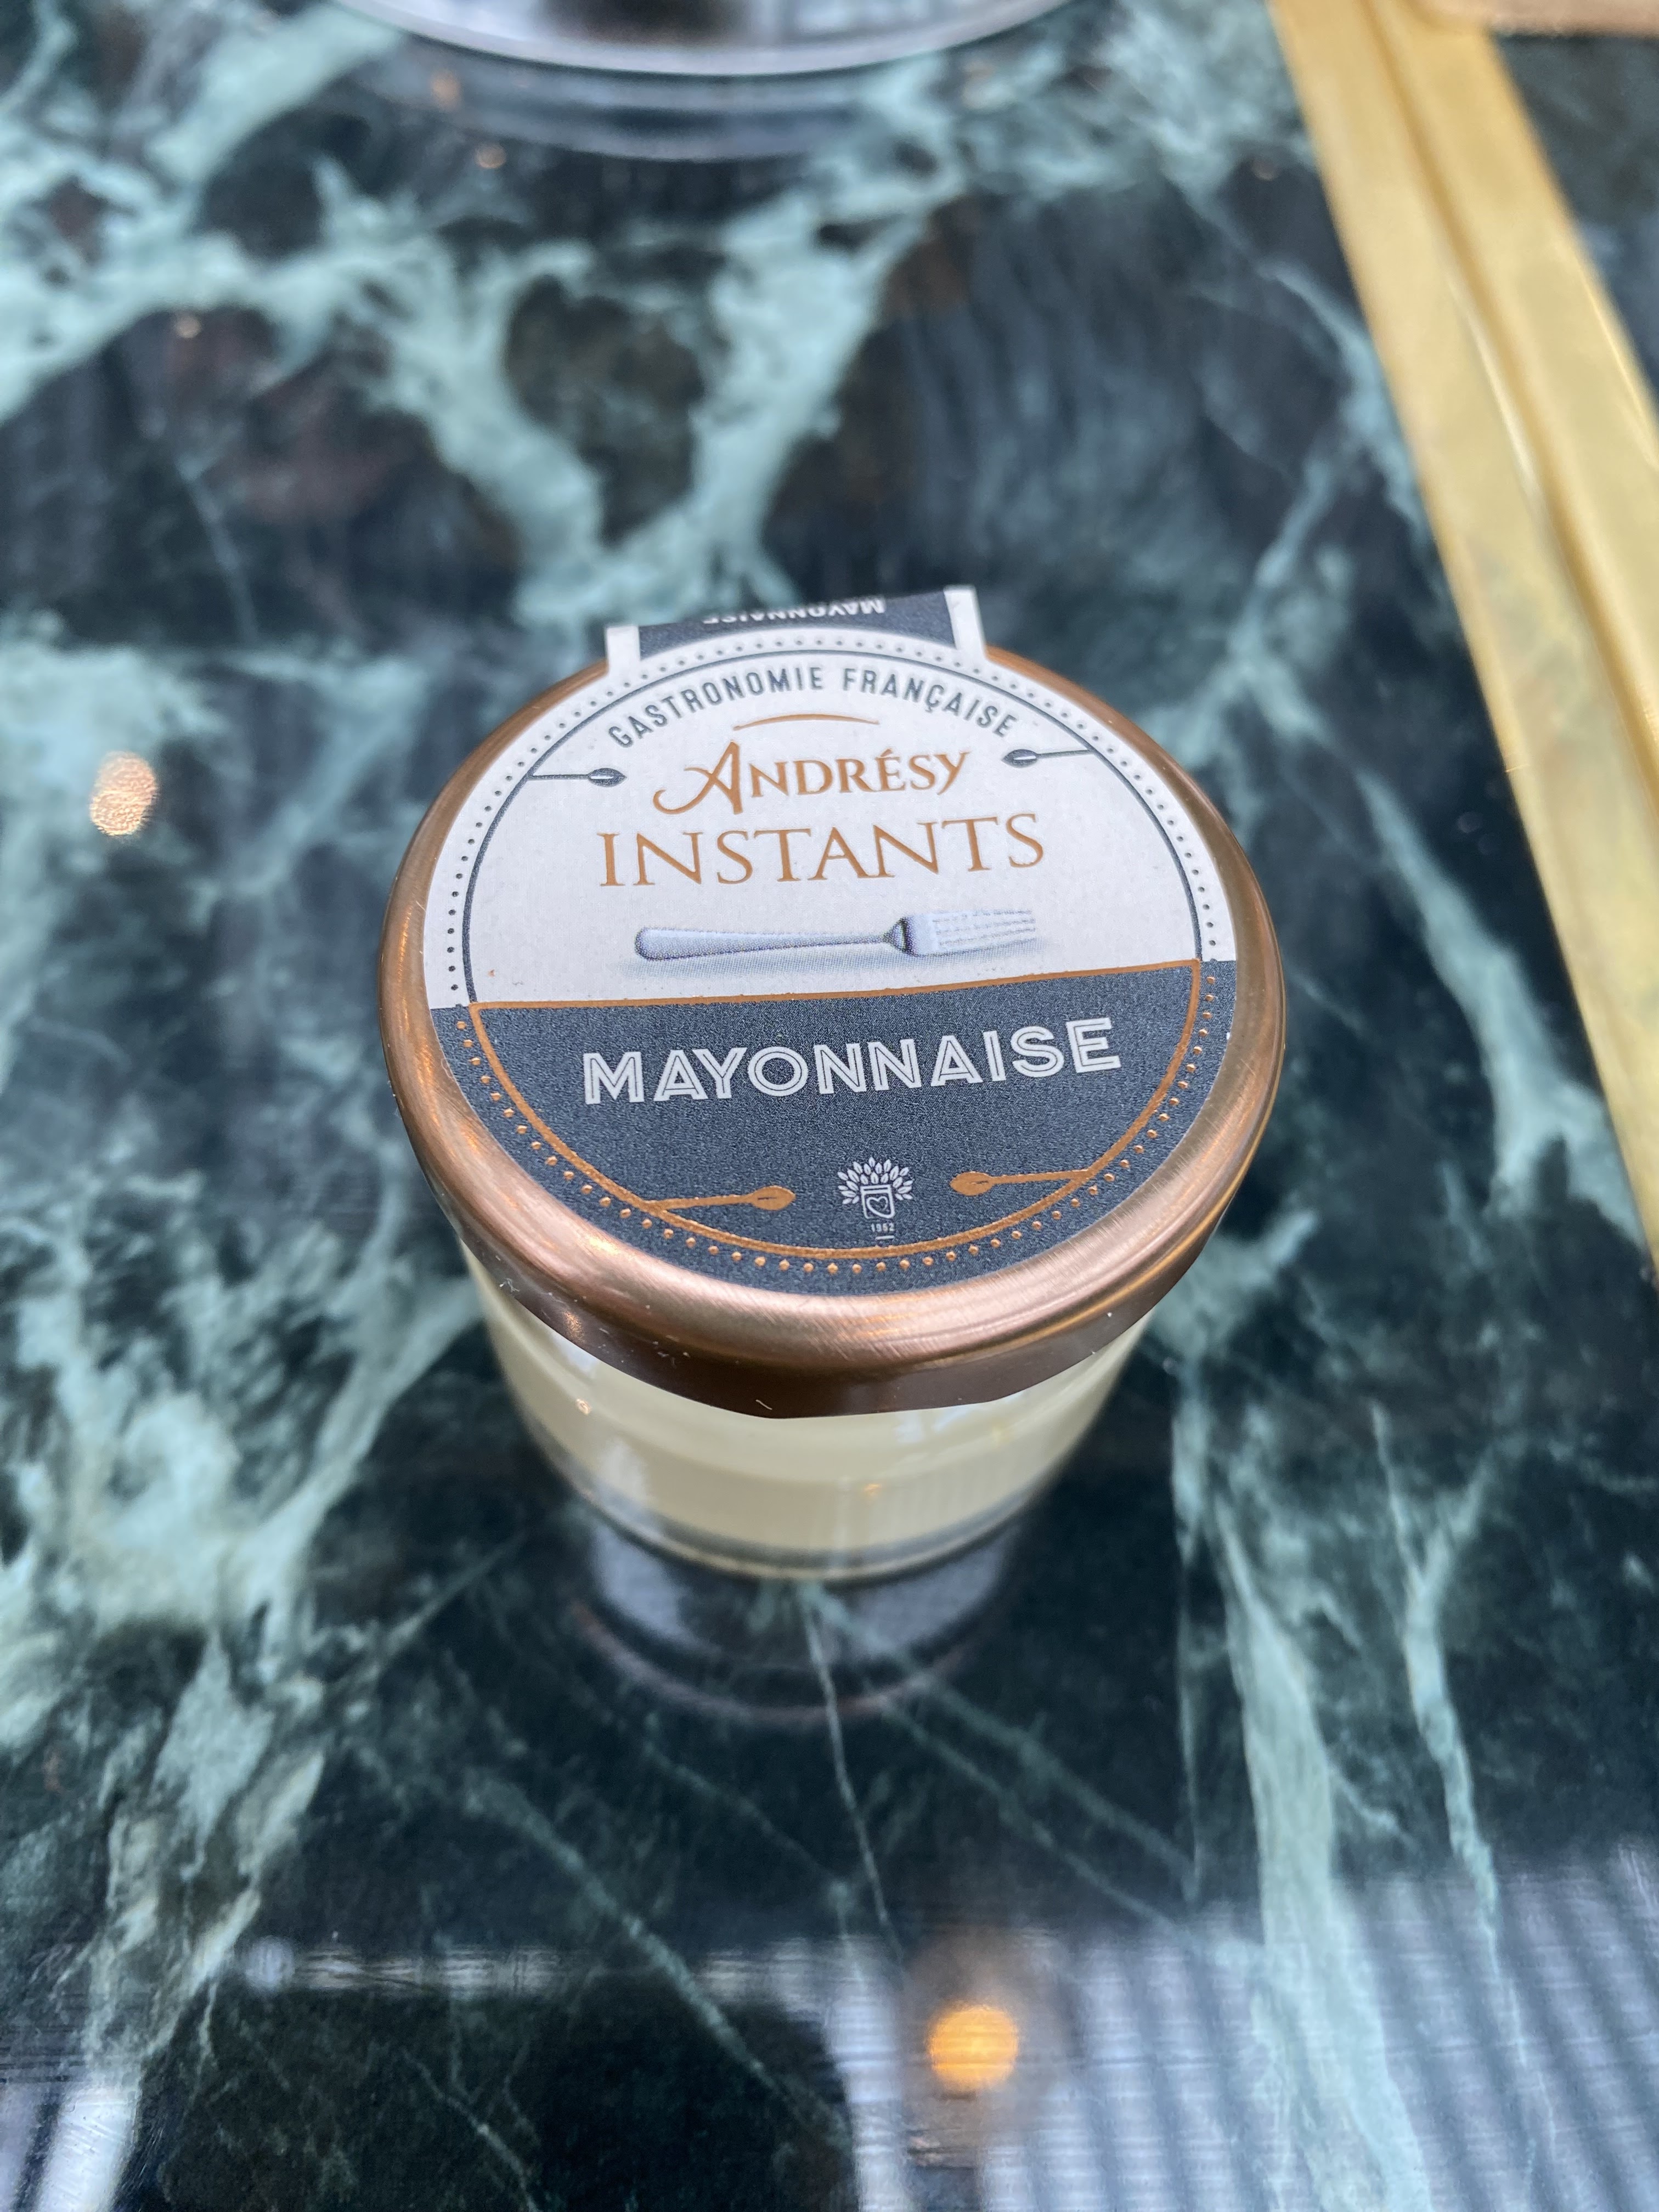 MAYONNAISE
GASTRONOMIE FRANÇAISE
ANDRÉSY
INSTANTS
MAYONNAISE
1952